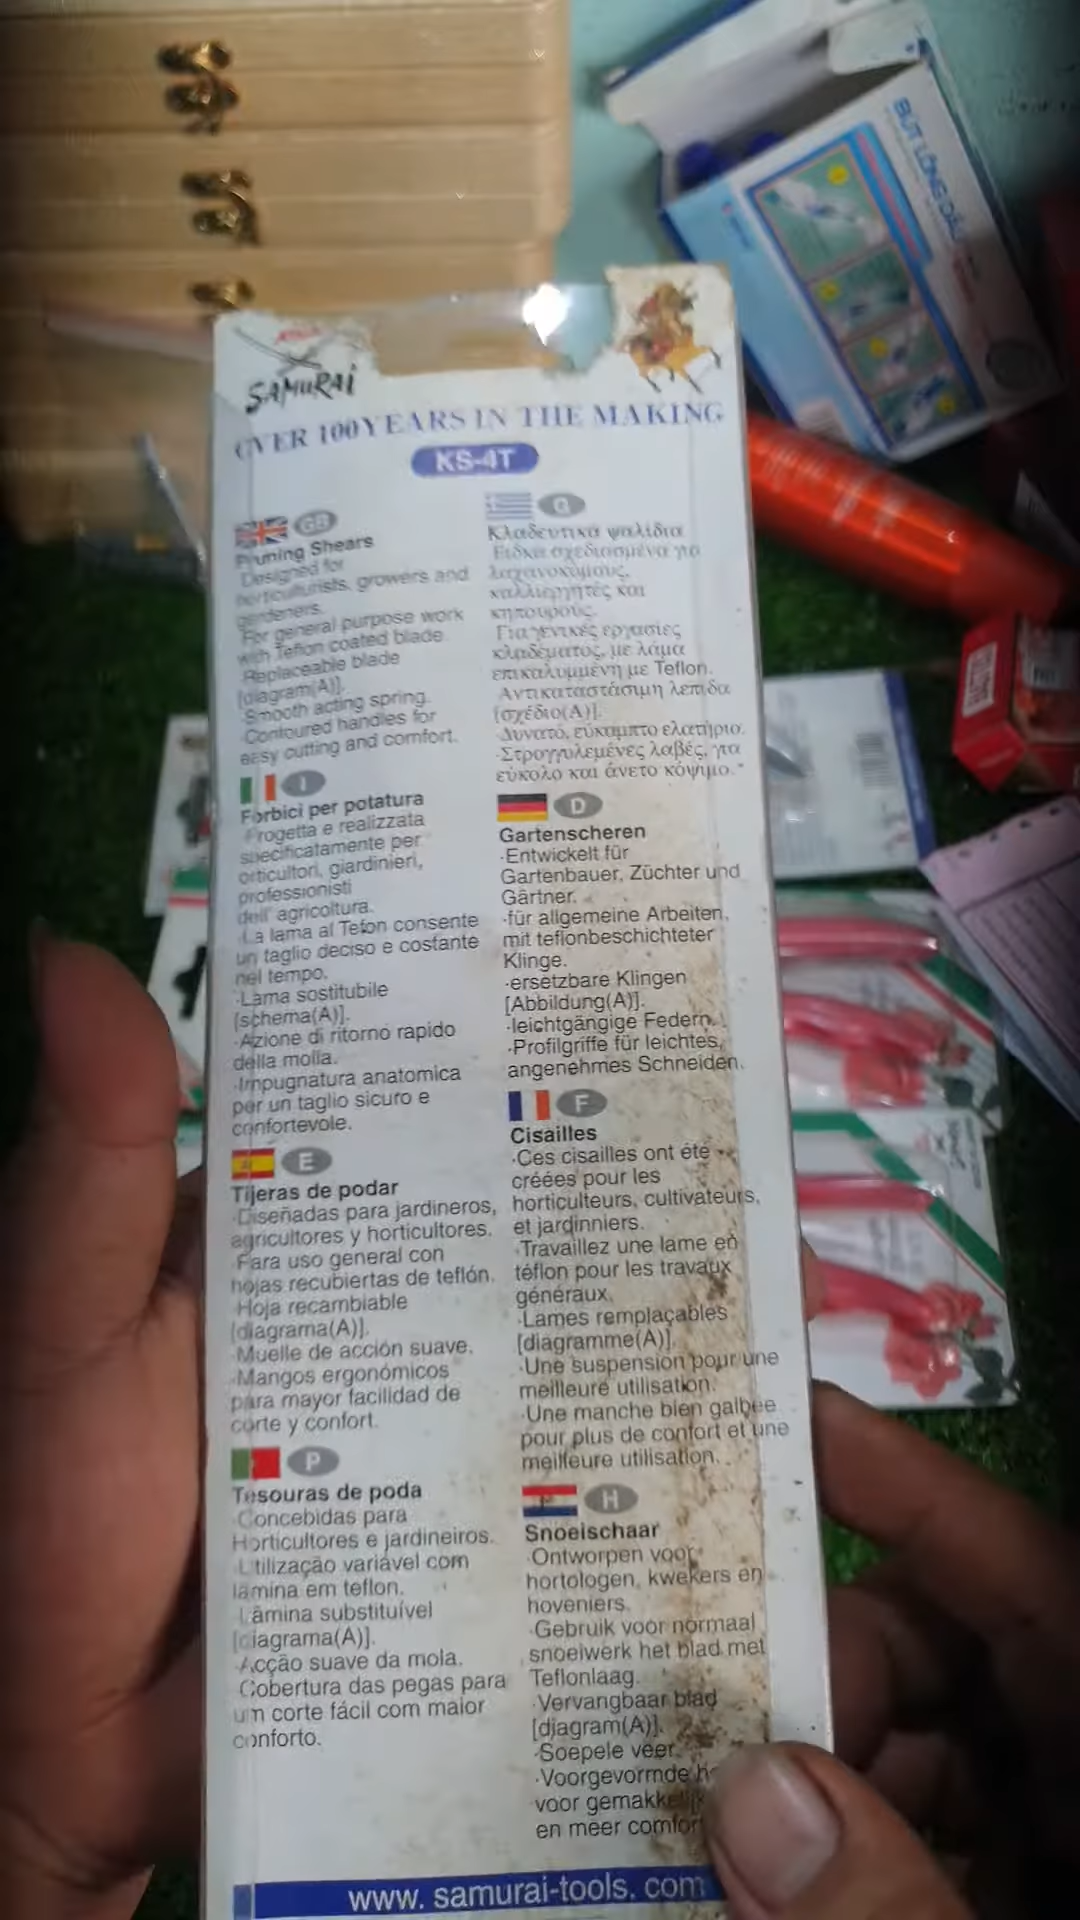 SAMURAI
OVER 100 YEARS IN THE MAKING
KS-4T
GB
Pruning Shears
Designed for
horticulturists, growers and
gardeners.
For general purpose work
with Teflon coated blade
Replaceable blade
[diagram(A)].
Smooth acting spring.
Contoured handles for
easy cutting and comfort.
I
Forbici per potatura
Progetta e realizzata
specificatamente per
orticultori, giardinieri,
professionisti
dell' agricoltura.
La lama al Tefon consente
un taglio deciso e costante
nel tempo.
·Lama sostitubile
[schema(A)].
·Azione di ritorno rapido
della molla.
·Impugnatura anatomica
per un taglio sicuro e
confortevole.
E
Tijeras de podar
·Diseñadas para jardineros,
agricultores y horticultores.
·Para uso general con
hojas recubiertas de teflón.
·Hoja recambiable
[diagrama(A)].
·Muelle de acción suave.
·Mangos ergonómicos
para mayor facilidad de
corte y confort.
P
Tesouras de poda
·Concebidas para
Horticultores e jardineiros.
·Utilização variável com
lâmina em teflon.
·Lâmina substituível
[diagrama(A)].
·Acção suave da mola.
·Cobertura das pegas para
um corte fácil com maior
conforto.
G
Κλαδευτικά ψαλίδια
Ειδικα σχεδιασμένα για
λαχανοκόμους,
καλλιεργητές και
κηπουρούς.
Για γενικές εργασίες
κλαδέματος, με λάμα
επικαλυμμένη με Teflon.
Αντικαταστάσιμη λεπίδα
[σχέδιο(A)].
·Δυνατό, εύκαμπτο ελατήριο.
·Στρογγυλεμένες λαβές, για
εύκολο και άνετο κόψιμο."
D
Gartenscheren
·Entwickelt für
Gartenbauer, Züchter und
Gärtner.
·für allgemeine Arbeiten,
mit teflonbeschichteter
Klinge.
·ersetzbare Klingen
[Abbildung(A)].
·leichtgängige Federn.
·Profilgriffe für leichtes,
angenehmes Schneiden.
F
Cisailles
·Ces cisailles ont été
créées pour les
horticulteurs, cultivateurs,
et jardinniers.
·Travaillez une lame en
téflon pour les travaux
généraux.
·Lames remplaçables
[diagramme(A)].
·Une suspension pour une
meilleure utilisation.
·Une manche bien galbée
pour plus de confort et une
meilleure utilisation.
H
Snoeischaar
·Ontworpen voor
hortologen, kwekers en
hoveniers.
·Gebruik voor normaal
snoeiwerk het blad met
Teflonlaag.
·Vervangbaar blad
[djagram(A)].
·Soepele veer.
·Voorgevormde
voor gemakkelijk
en meer
www. samurai-tools. com
BÚT LÔNG DẦU